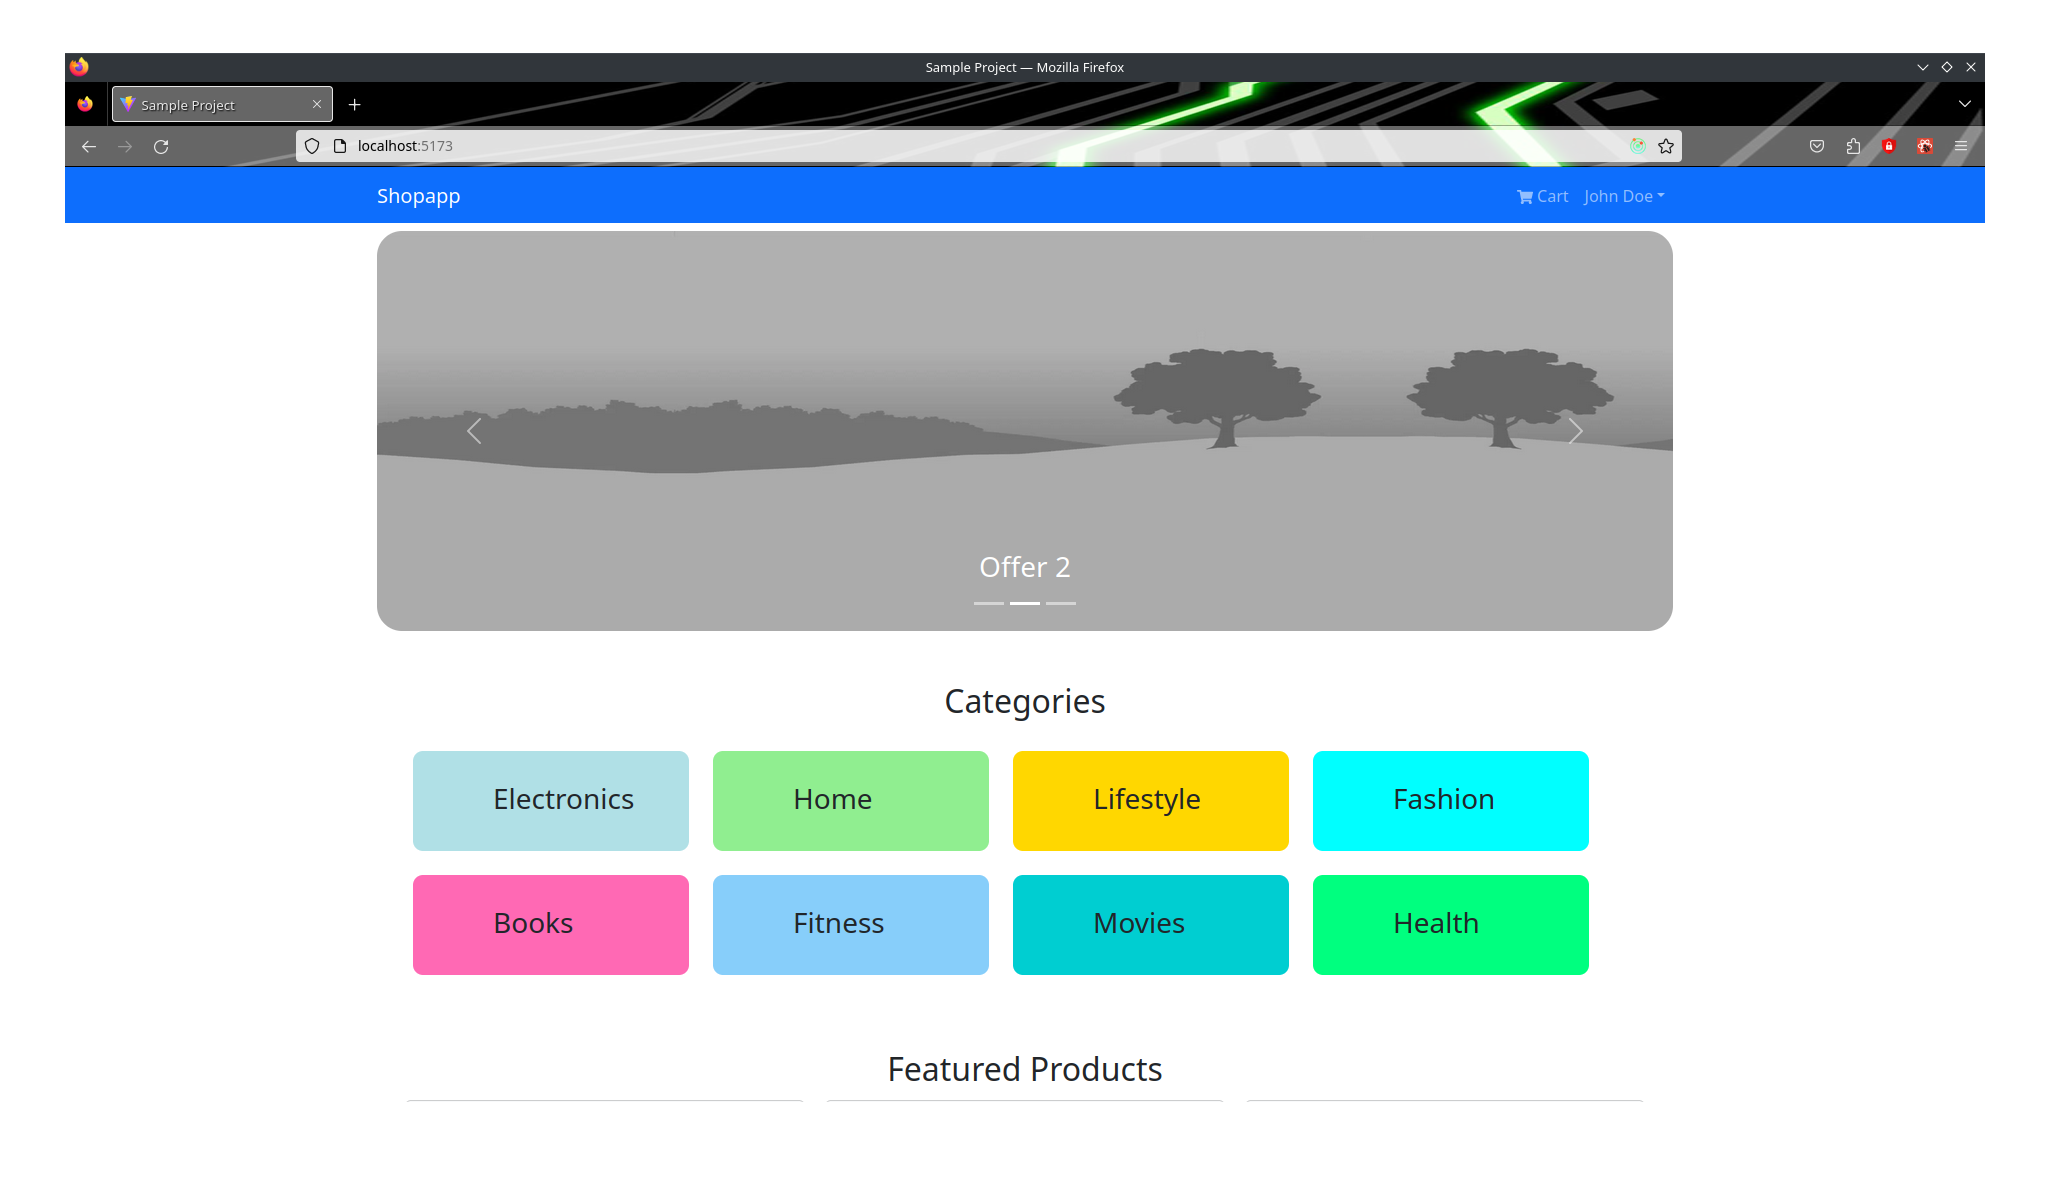 Sample Project — Mozilla Firefox
Sample Project
localhost:5173
Shopapp
Cart John Doe
Offer 2
Categories
Electronics Home Lifestyle Fashion
Books Fitness Movies Health
Featured Products